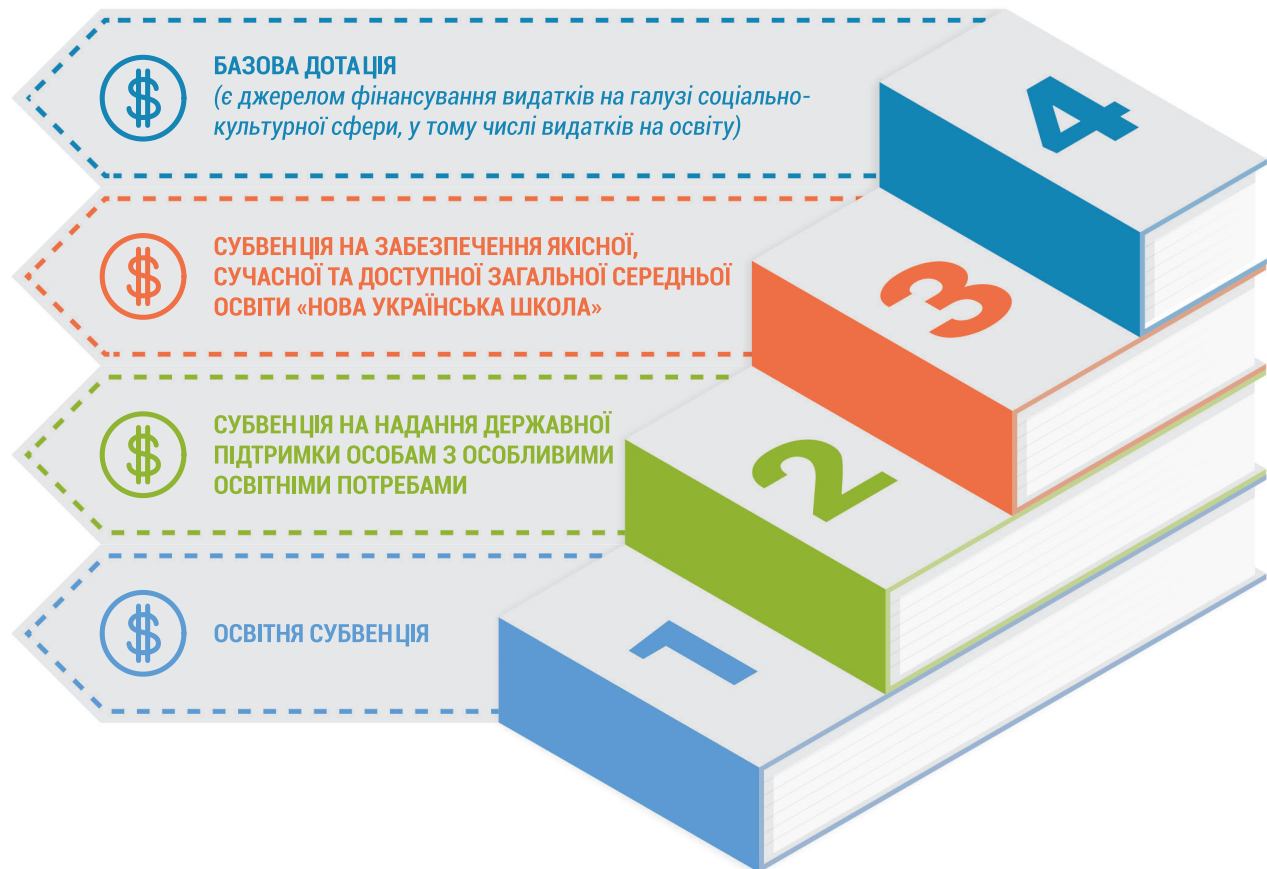 БАЗОВА ДОТАЦІЯ
(є джерелом фінансування видатків на галузі соціально-
культурної сфери, у тому числі видатків на освіту)
4
СУБВЕНЦІЯ НА ЗАБЕЗПЕЧЕННЯ ЯКІСНОЇ,
СУЧАСНОЇ ТА ДОСТУПНОЇ ЗАГАЛЬНОЇ СЕРЕДНЬОЇ
ОСВІТИ «НОВА УКРАЇНСЬКА ШКОЛА»
3
СУБВЕНЦІЯ НА НАДАННЯ ДЕРЖАВНОЇ
ПІДТРИМКИ ОСОБАМ З ОСОБЛИВИМИ
ОСВІТНІМИ ПОТРЕБАМИ
2
ОСВІТНЯ СУБВЕНЦІЯ
1